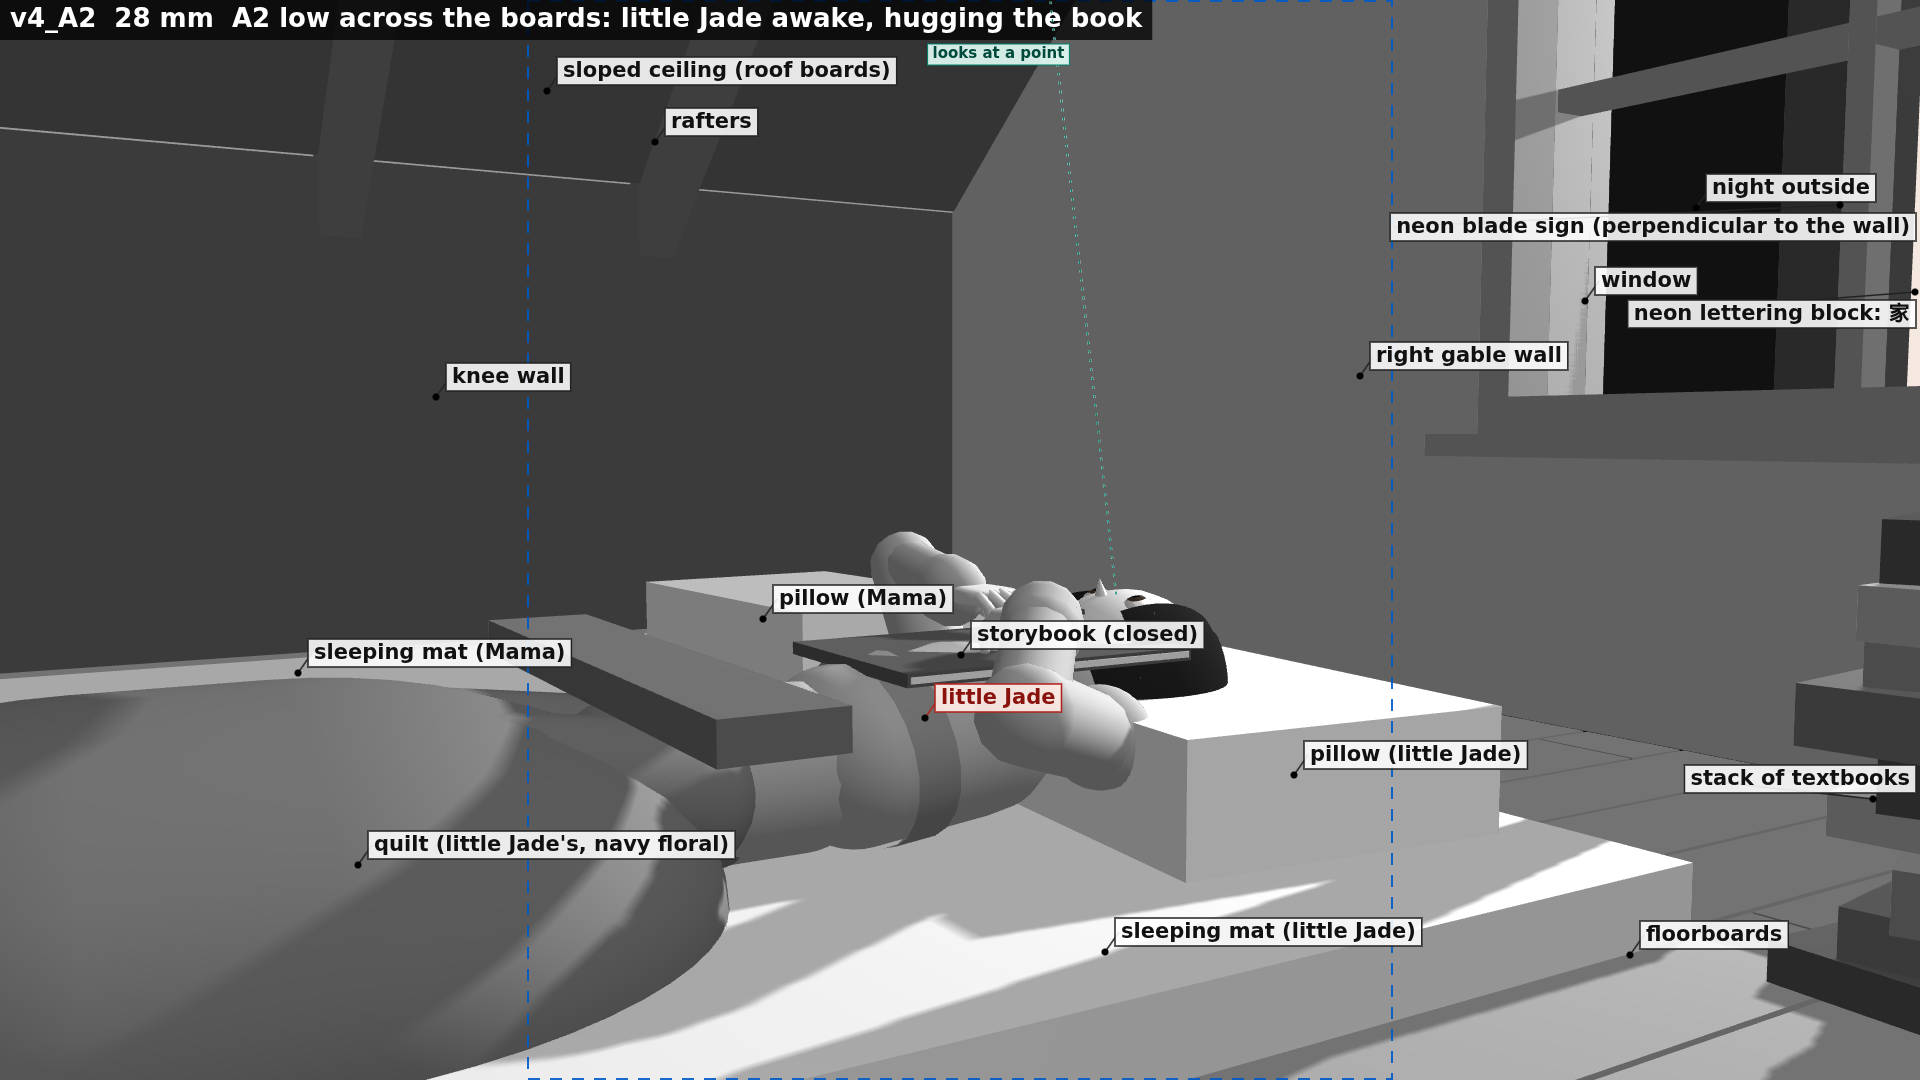 v4_A2  28 mm  A2 low across the boards: little Jade awake, hugging the book
looks at a point
sloped ceiling (roof boards)
rafters
night outside
neon blade sign (perpendicular to the wall)
window
neon lettering block: 家
right gable wall
knee wall
pillow (Mama)
storybook (closed)
sleeping mat (Mama)
little Jade
pillow (little Jade)
stack of textbooks
quilt (little Jade's, navy floral)
sleeping mat (little Jade)
floorboards